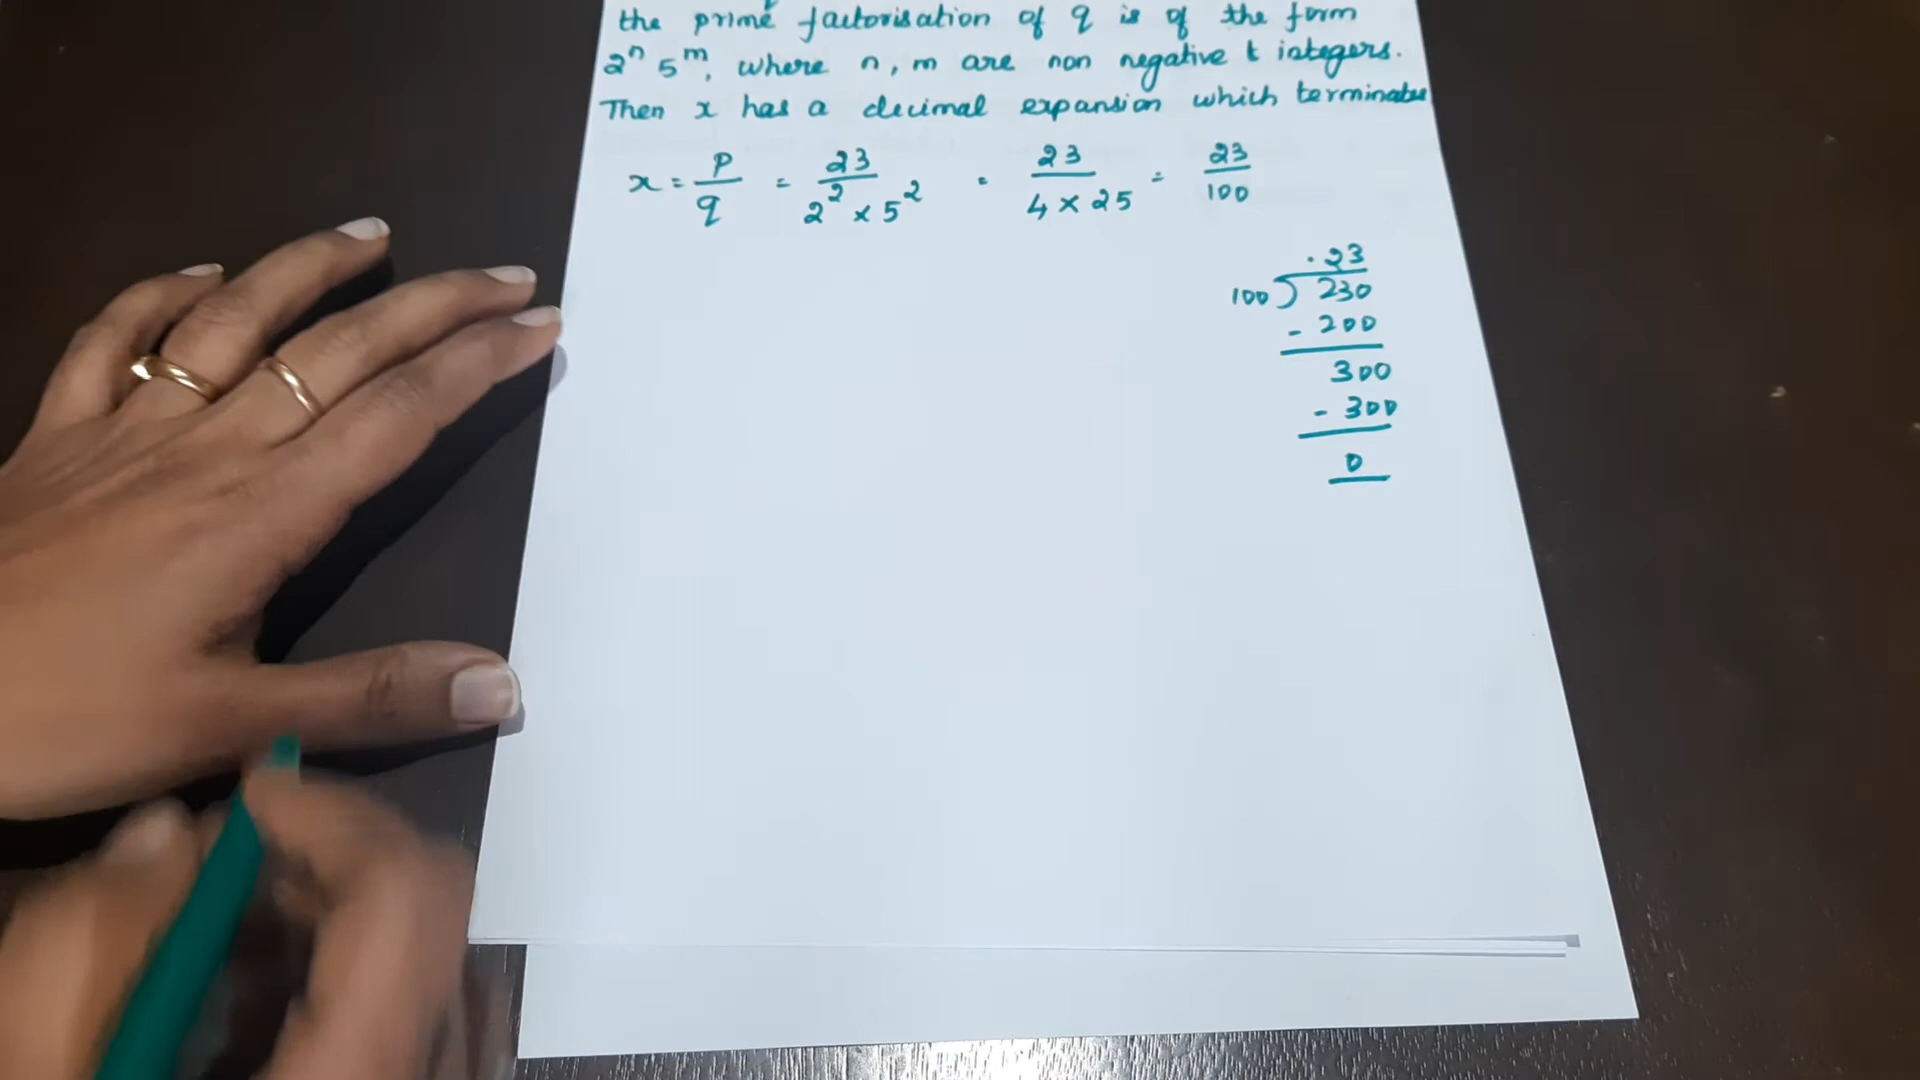 the prime factorisation of q is of the form
2ⁿ 5ᵐ, where n, m are non negative t integers.
Then x has a decimal expansion which terminates
x = p/q = 23/2² × 5² = 23/4 × 25 = 23/100
.23
100) 230
- 200
300
- 300
0